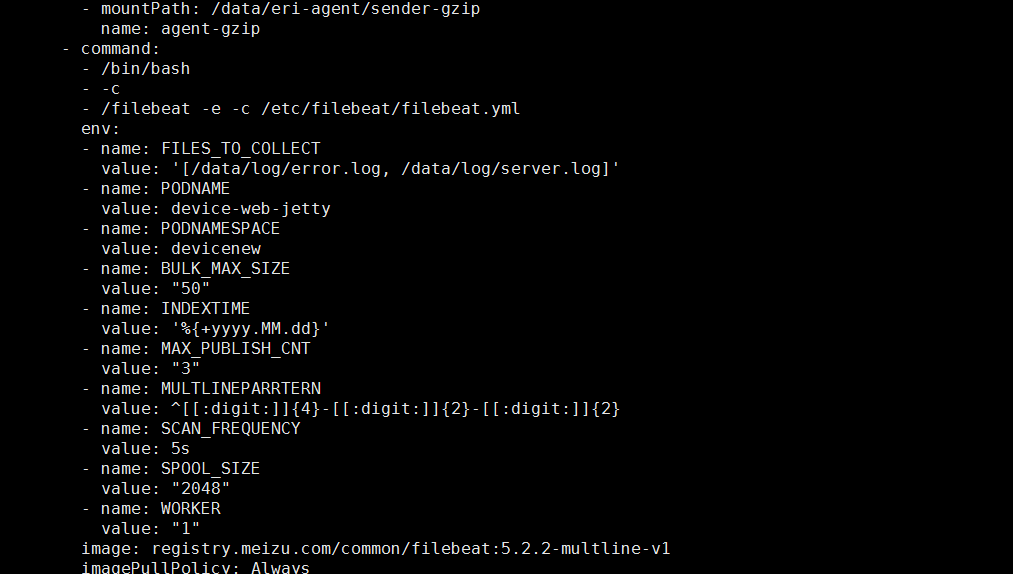 - mountPath: /data/eri-agent/sender-gzip
name: agent-gzip
- command:
- /bin/bash
- -c
- /filebeat -e -c /etc/filebeat/filebeat.yml
env:
- name: FILES_TO_COLLECT
value: '[/data/log/error.log, /data/log/server.log]'
- name: PODNAME
value: device-web-jetty
- name: PODNAMESPACE
value: devicenew
- name: BULK_MAX_SIZE
value: "50"
- name: INDEXTIME
value: '%{+yyyy.MM.dd}'
- name: MAX_PUBLISH_CNT
value: "3"
- name: MULTLINEPARRTERN
value: ^[[:digit:]]{4}-[[:digit:]]{2}-[[:digit:]]{2}
- name: SCAN_FREQUENCY
value: 5s
- name: SPOOL_SIZE
value: "2048"
- name: WORKER
value: "1"
image: registry.meizu.com/common/filebeat:5.2.2-multline-v1
imagePullPolicy: Always